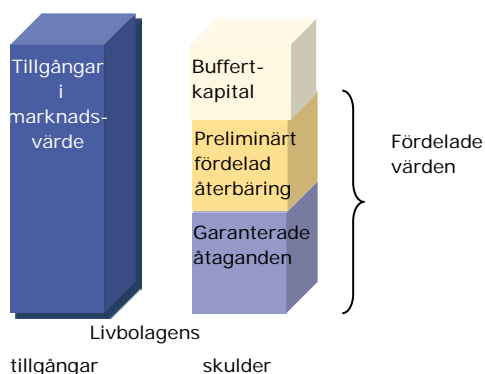 Tillgångar
i
marknads-
värde
Buffert-
kapital
Preliminärt
fördelad
återbäring
Garanterade
åtaganden
Fördelade
värden
Livbolagens
tillgångar skulder